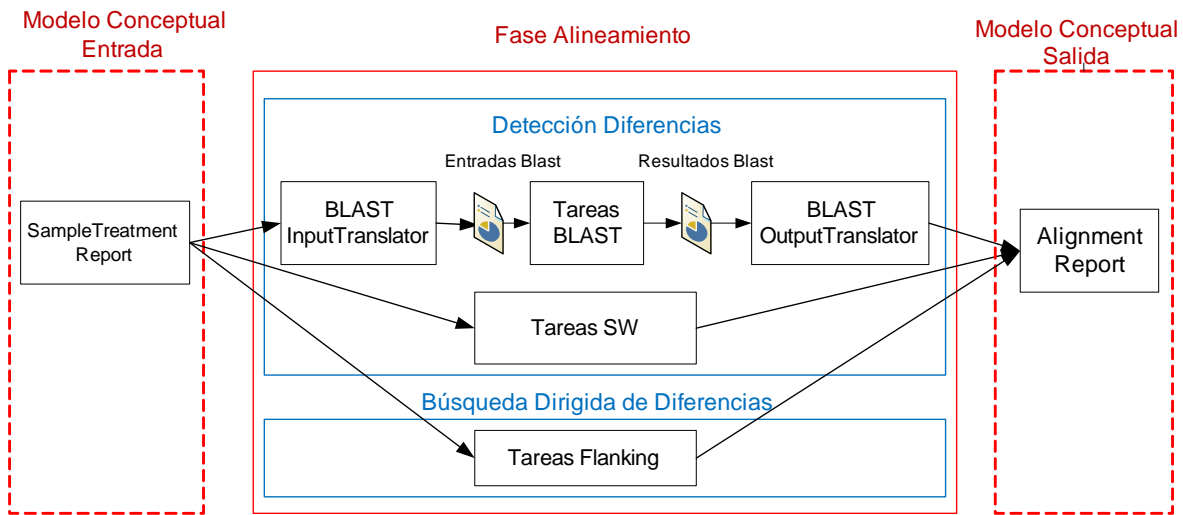 Modelo Conceptual
Entrada
Fase Alineamiento
Modelo Conceptual
Salida
Detección Diferencias
Entradas Blast
Resultados Blast
SampleTreatment
Report
BLAST
InputTranslator
Tareas
BLAST
BLAST
OutputTranslator
Alignment
Report
Tareas SW
Búsqueda Dirigida de Diferencias
Tareas Flanking